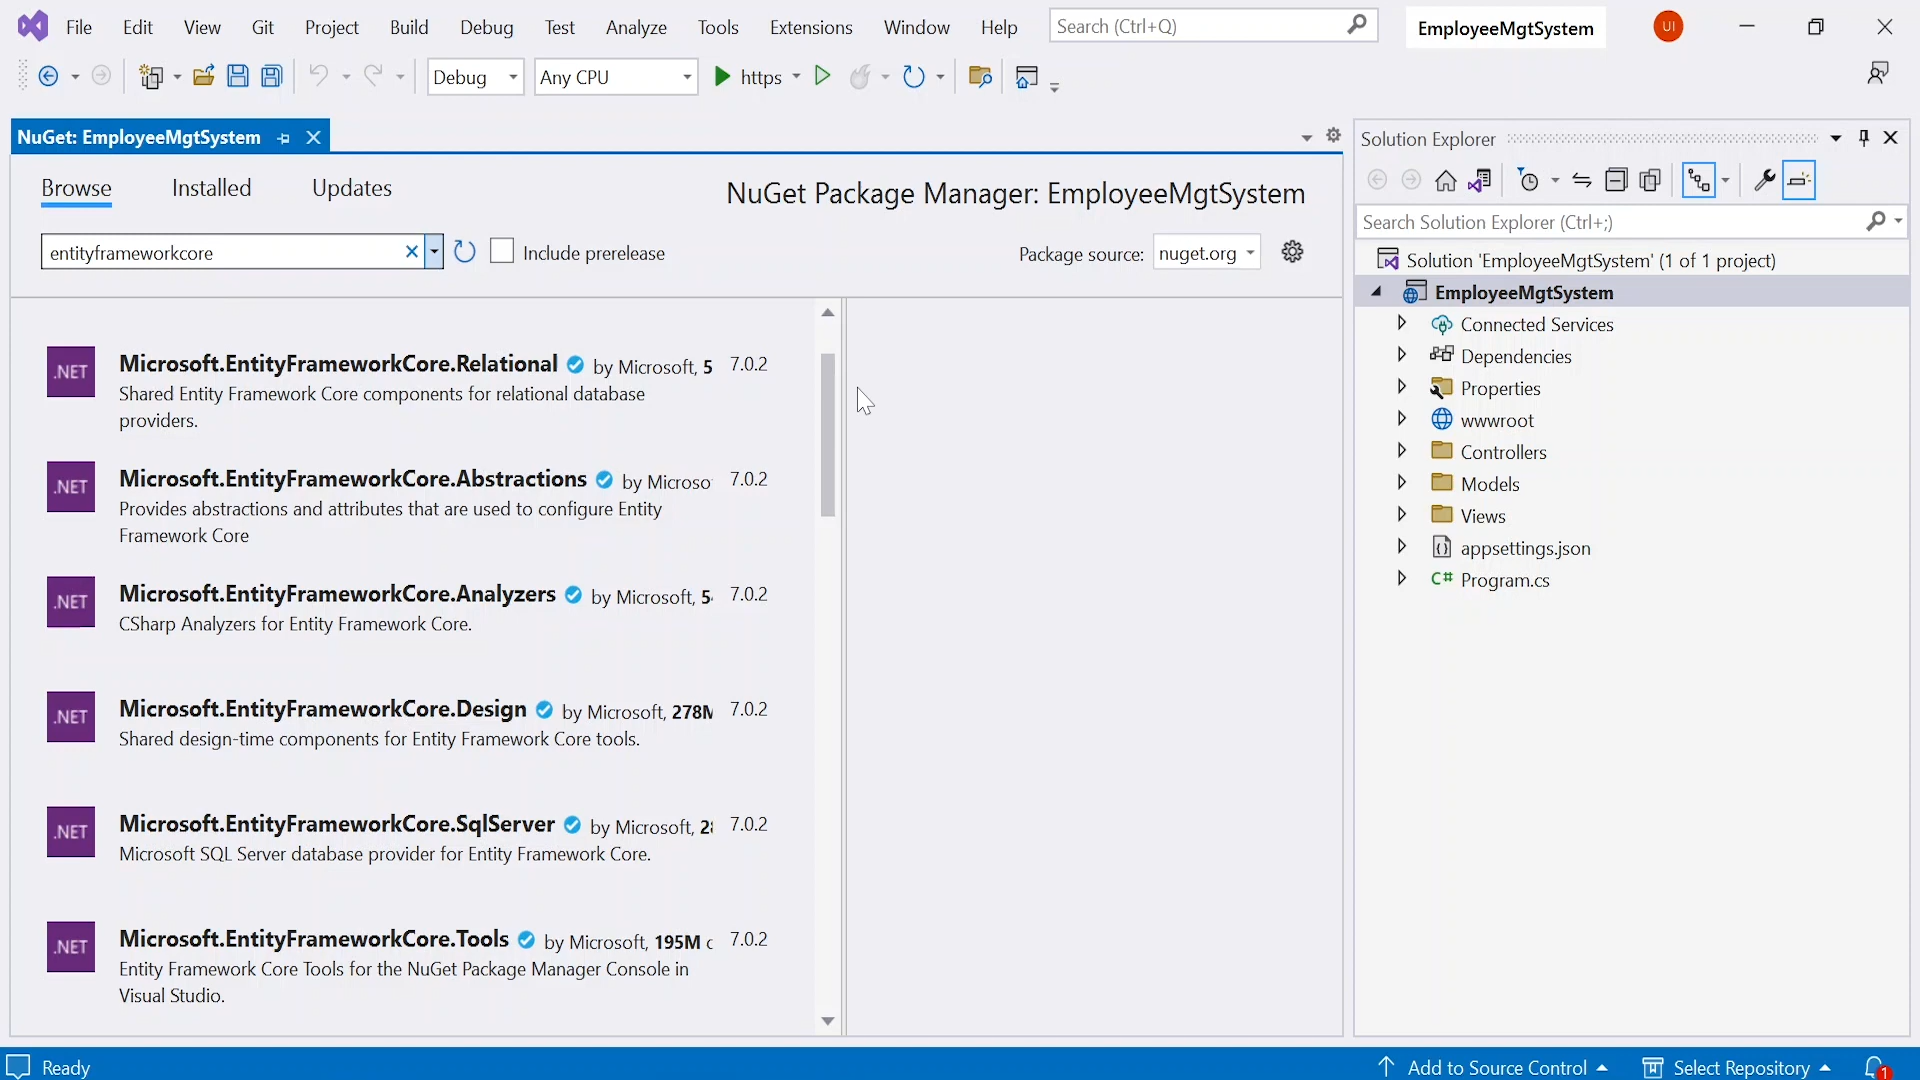 File Edit View Git Project Build Debug Test Analyze Tools Extensions Window Help Search (Ctrl+Q) EmployeeMgtSystem UI
Debug Any CPU https
NuGet: EmployeeMgtSystem
Browse Installed Updates
NuGet Package Manager: EmployeeMgtSystem
entityframeworkcore
Include prerelease
Package source: nuget.org
.NET
Microsoft.EntityFrameworkCore.Relational by Microsoft, 5 7.0.2
Shared Entity Framework Core components for relational database
providers.
.NET
Microsoft.EntityFrameworkCore.Abstractions by Microso 7.0.2
Provides abstractions and attributes that are used to configure Entity
Framework Core
.NET
Microsoft.EntityFrameworkCore.Analyzers by Microsoft, 5 7.0.2
CSharp Analyzers for Entity Framework Core.
.NET
Microsoft.EntityFrameworkCore.Design by Microsoft, 278M 7.0.2
Shared design-time components for Entity Framework Core tools.
.NET
Microsoft.EntityFrameworkCore.SqlServer by Microsoft, 2 7.0.2
Microsoft SQL Server database provider for Entity Framework Core.
.NET
Microsoft.EntityFrameworkCore.Tools by Microsoft, 195M 7.0.2
Entity Framework Core Tools for the NuGet Package Manager Console in
Visual Studio.
Solution Explorer
Search Solution Explorer (Ctrl+;)
Solution 'EmployeeMgtSystem' (1 of 1 project)
EmployeeMgtSystem
Connected Services
Dependencies
Properties
wwwroot
Controllers
Models
Views
appsettings.json
C# Program.cs
Ready
Add to Source Control Select Repository 1